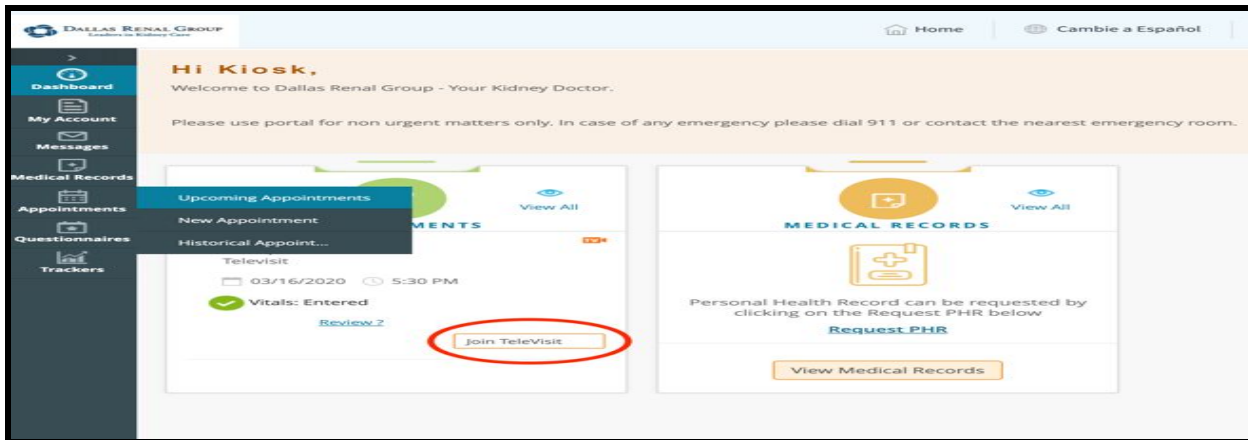 DALLAS RENAL GROUP
Leaders in Kidney Care
Home
Cambie a Español
>
Dashboard
My Account
Messages
Medical Records
Appointments
Questionnaires
Trackers
Hi Kiosk,
Welcome to Dallas Renal Group - Your Kidney Doctor.
Please use portal for non urgent matters only. In case of any emergency please dial 911 or contact the nearest emergency room.
Upcoming Appointments
New Appointment
Historical Appoint...
View All
MENTS
Televisit
03/16/2020 5:30 PM
Vitals: Entered
Review ?
Join TeleVisit
View All
MEDICAL RECORDS
Personal Health Record can be requested by
clicking on the Request PHR below
Request PHR
View Medical Records